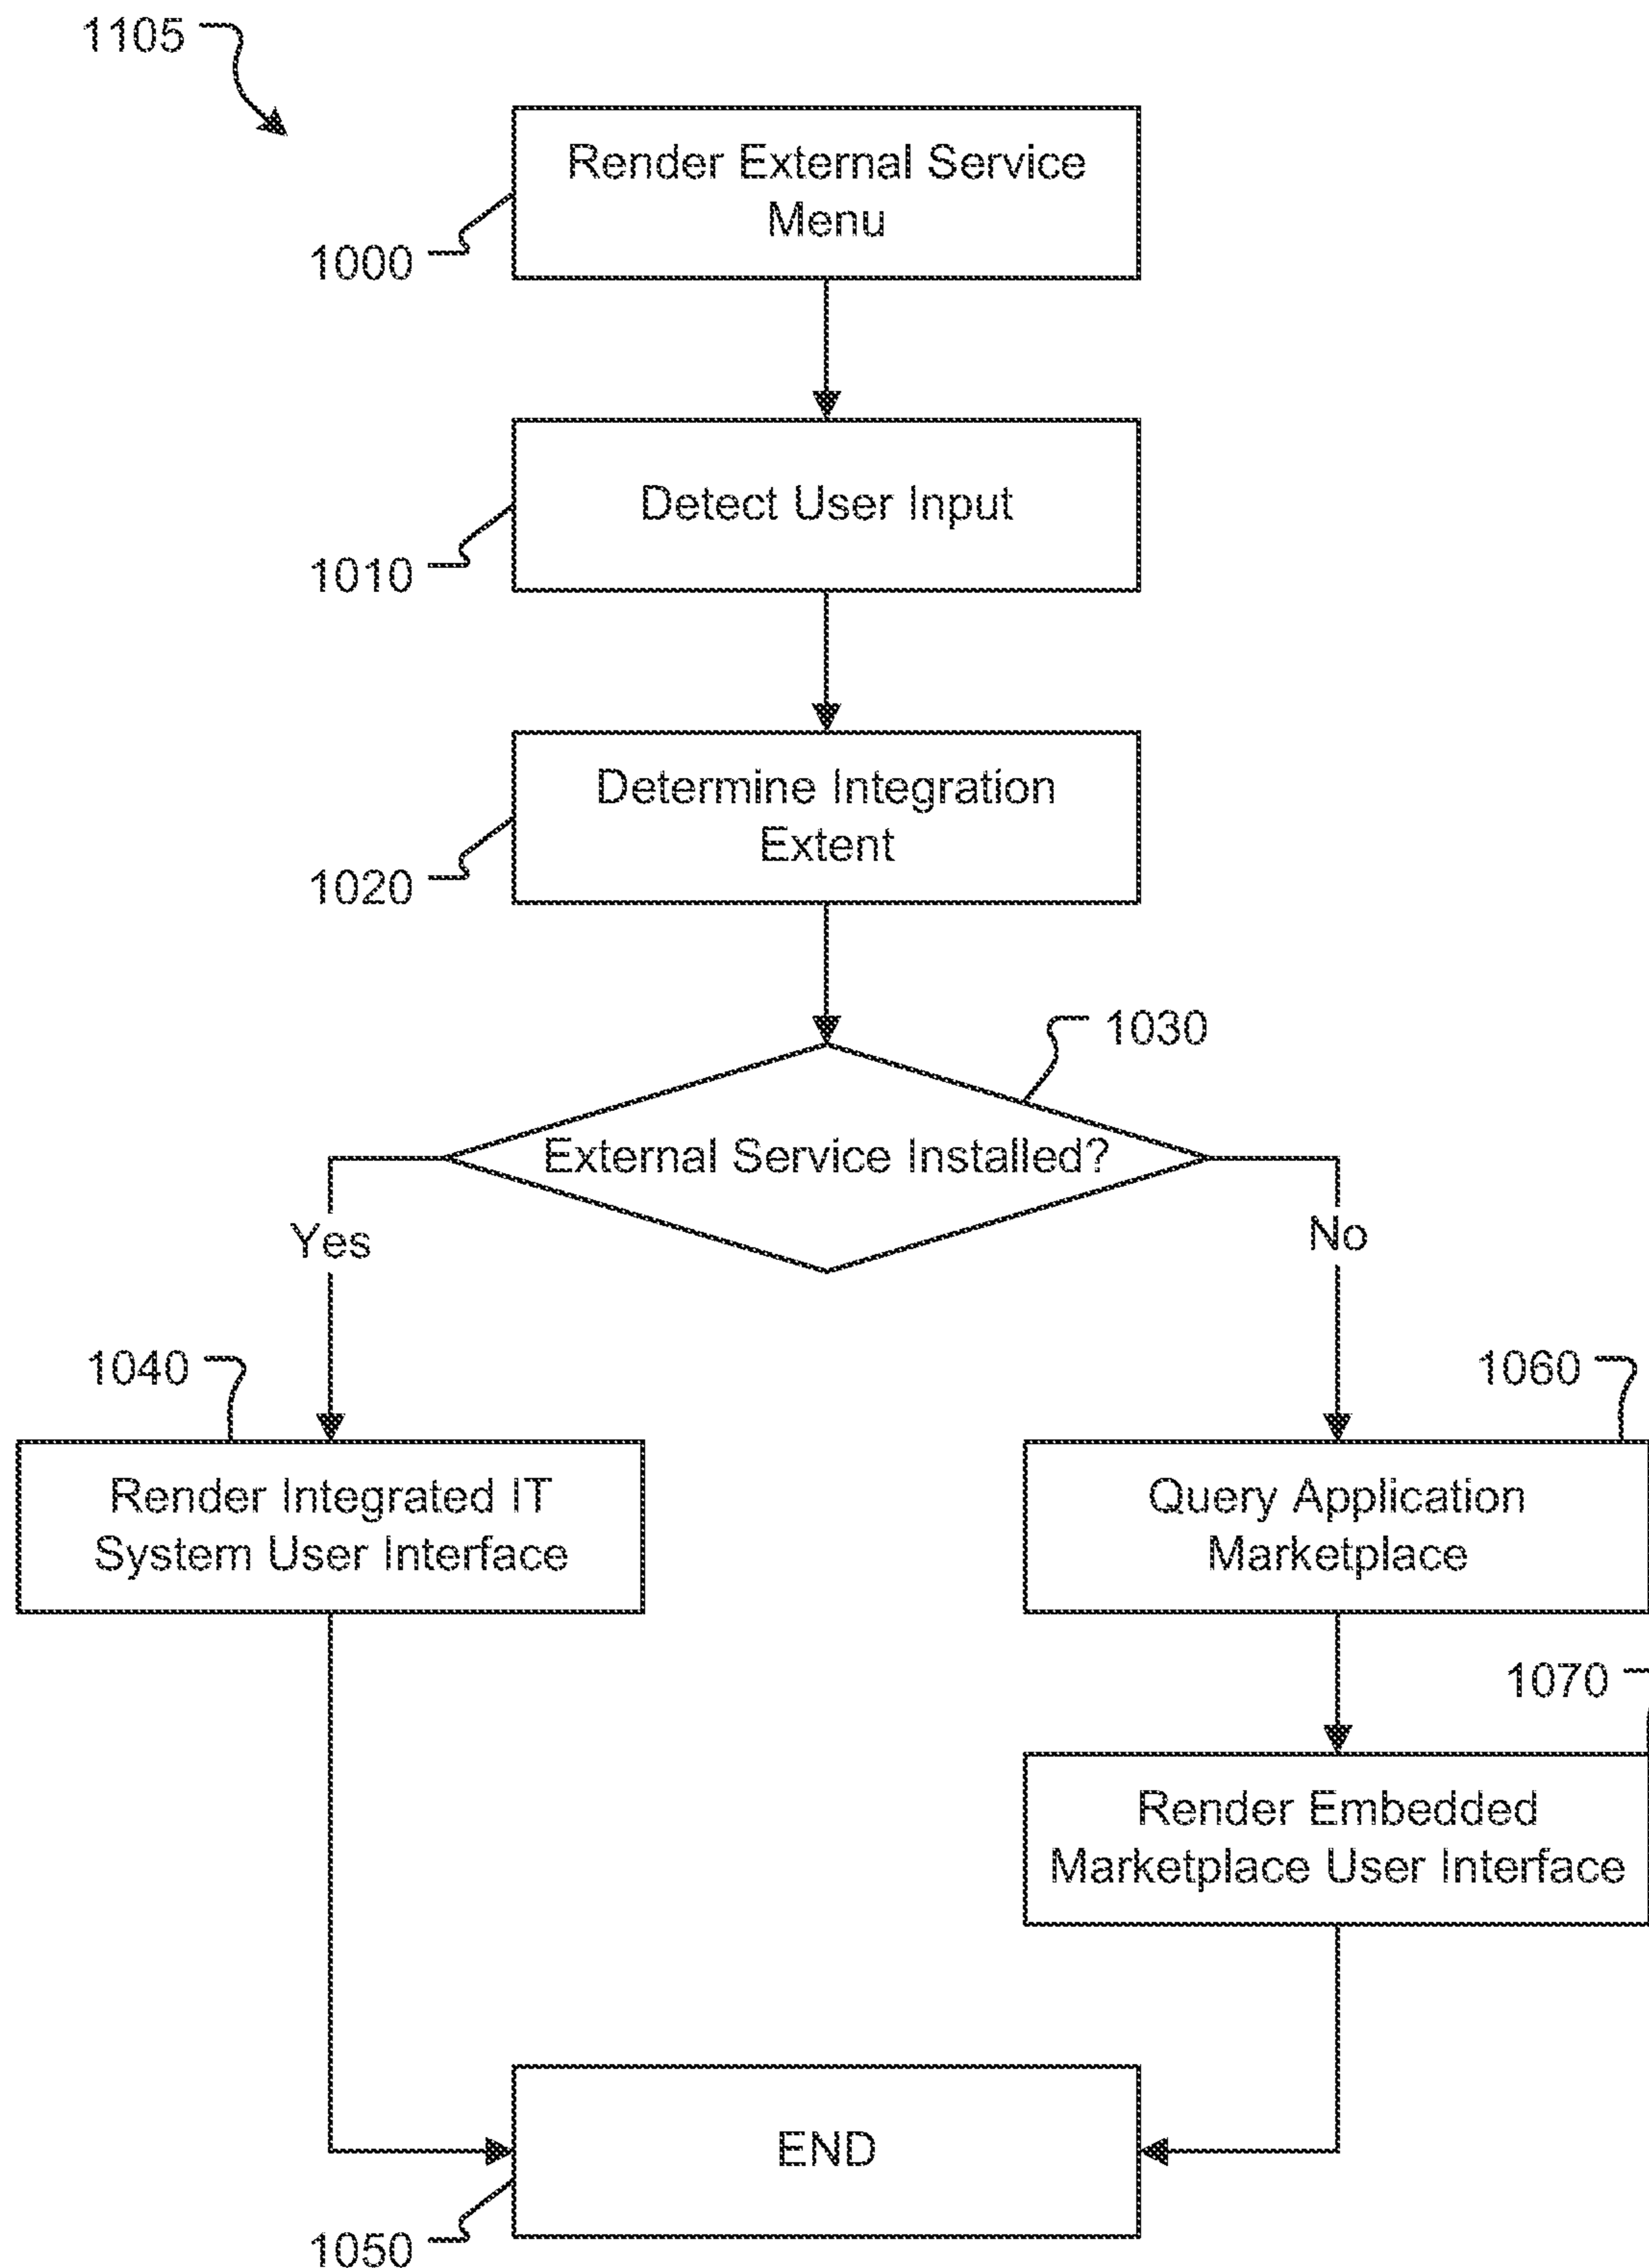 1105
Render External Service
Menu
1000
Detect User Input
1010
Determine Integration
Extent
1020
1030
External Service Installed?
Yes
No
1040
1060
Render Integrated IT
System User Interface
Query Application
Marketplace
1070
Render Embedded
Marketplace User Interface
END
1050